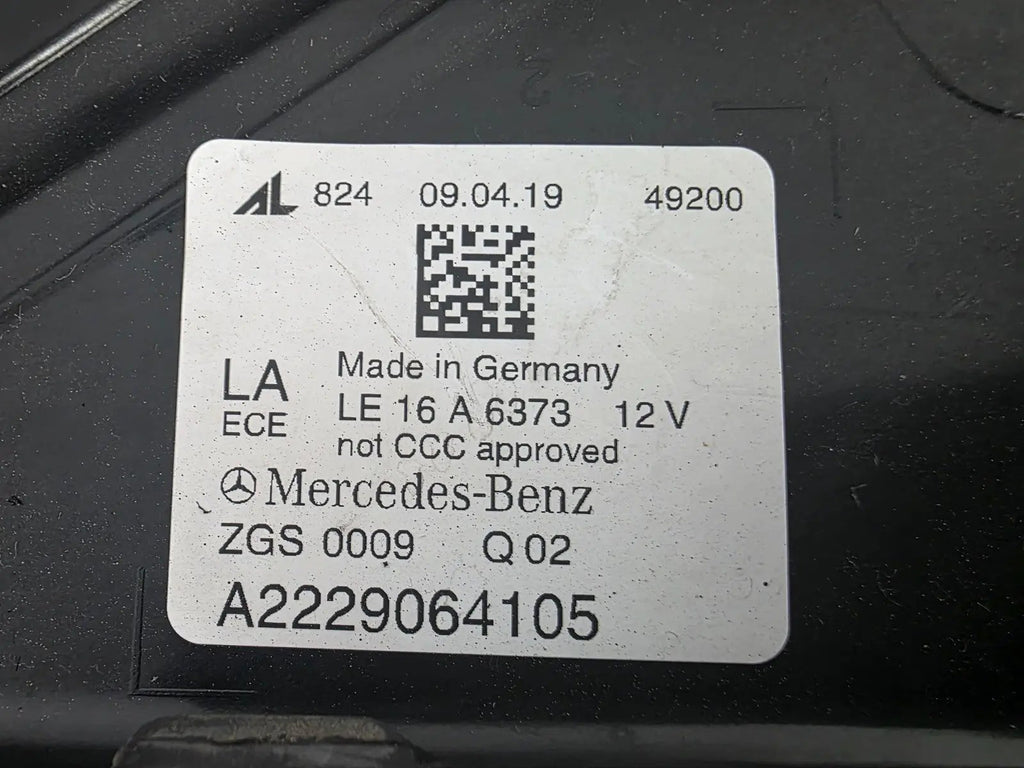 AL 824 09.04.19 49200
LA
ECE
Made in Germany
LE 16 A 6373 12 V
not CCC approved
Mercedes-Benz
ZGS 0009 Q 02
A2229064105
2